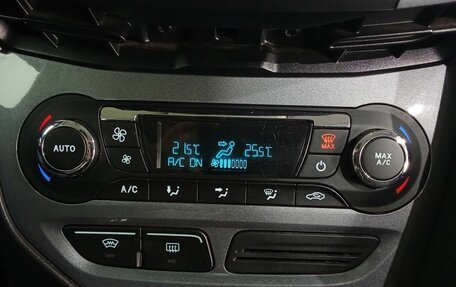 21.5°C 25.5°C
A/C ON
AUTO
MAX
MAX A/C
A/C